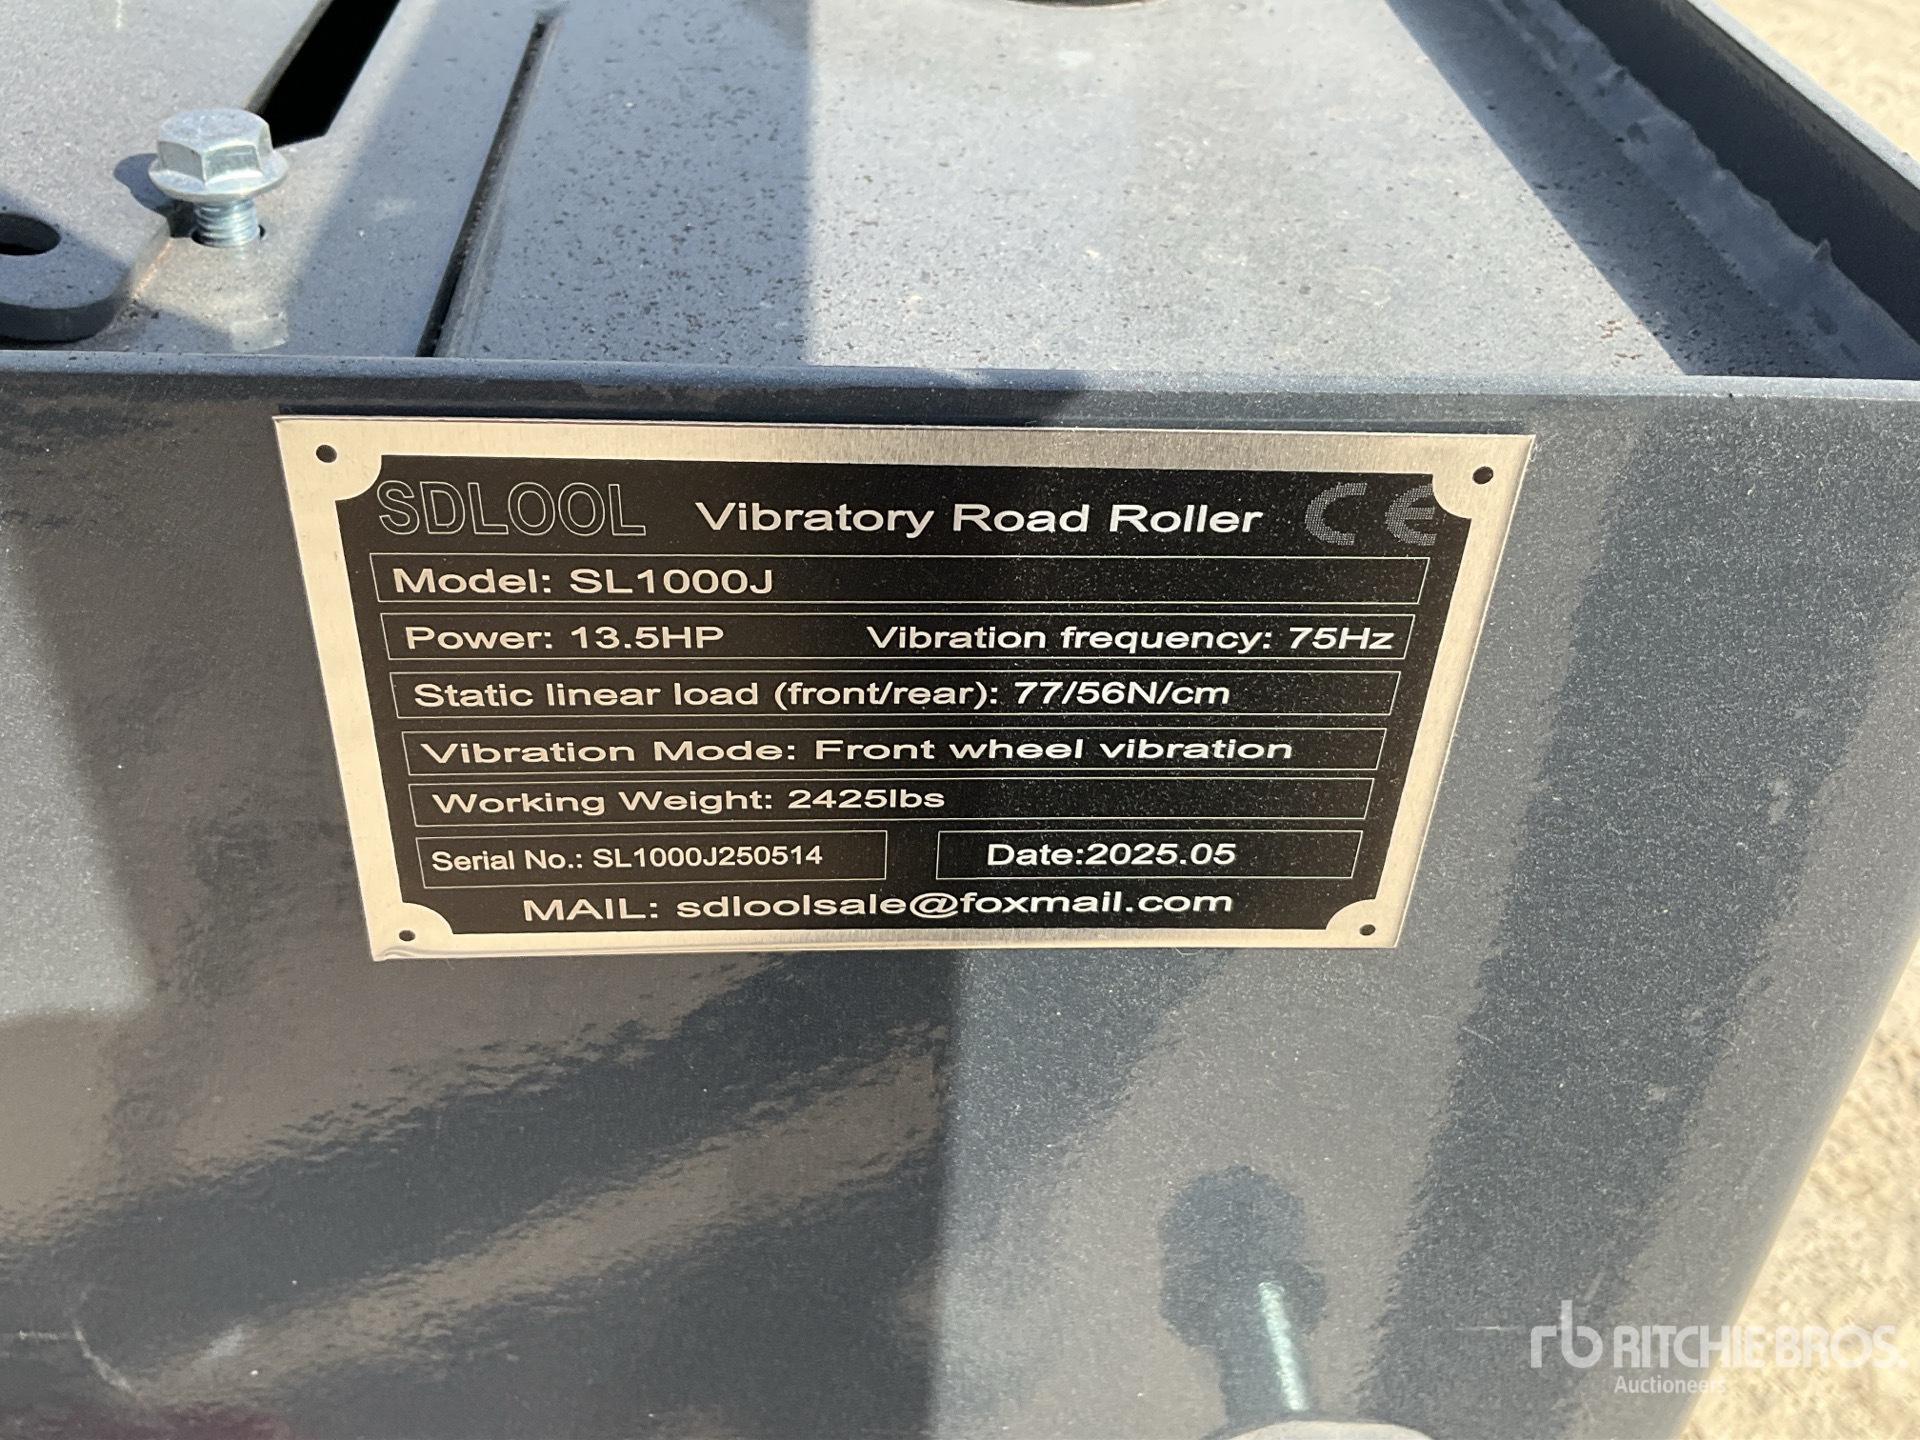 SDLOOL Vibratory Road Roller CE
Model: SL1000J
Power: 13.5HP Vibration frequency: 75Hz
Static linear load (front/rear): 77/56N/cm
Vibration Mode: Front wheel vibration
Working Weight: 2425lbs
Serial No.: SL1000J250514 Date:2025.05
MAIL: sdloolsale@foxmail.com
rb RITCHIE BROS.
Auctioneers